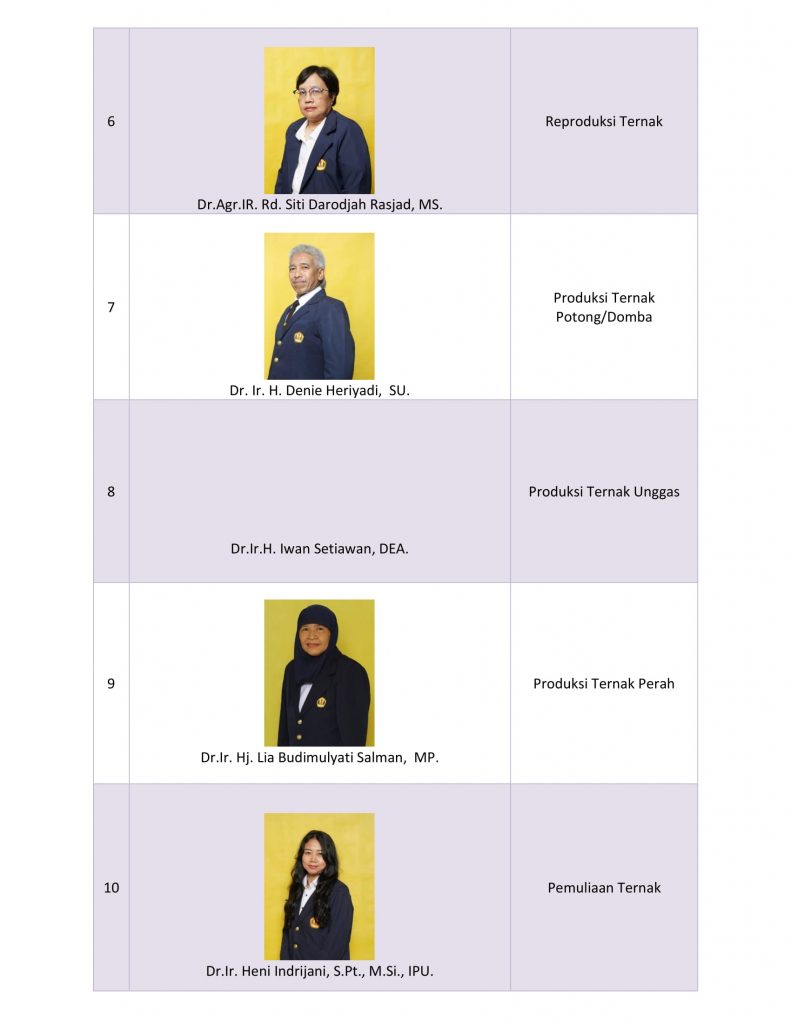 6
Reproduksi Ternak
Dr.Agr.IR. Rd. Siti Darodjah Rasjad, MS.
7
Produksi Ternak
Potong/Domba
Dr. Ir. H. Denie Heriyadi,  SU.
8
Produksi Ternak Unggas
Dr.Ir.H. Iwan Setiawan, DEA.
9
Produksi Ternak Perah
Dr.Ir. Hj. Lia Budimulyati Salman,  MP.
10
Pemuliaan Ternak
Dr.Ir. Heni Indrijani, S.Pt., M.Si., IPU.